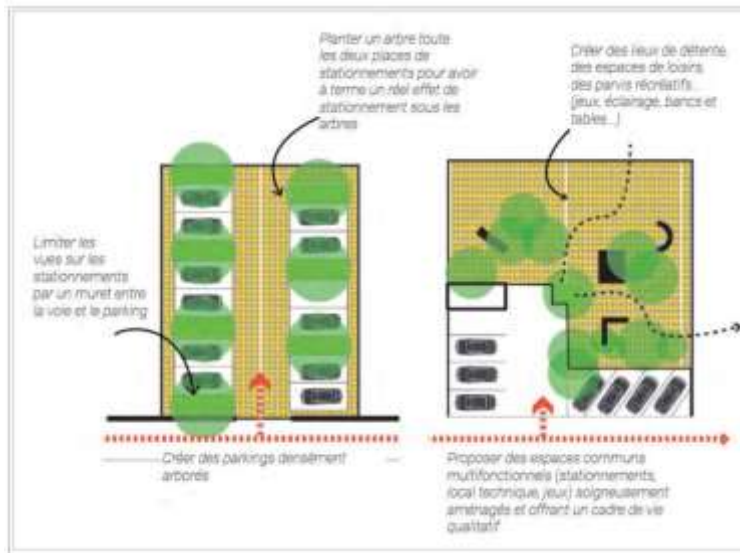 Planter un arbre toute
les deux places de
stationnements pour avoir
à terme un réel effet de
stationnement sous les
arbres
Créer des lieux de détente,
des espaces de loisirs,
des parvis récréatifs...
(jeux, éclairage, bancs et
tables...)
Limiter les
vues sur les
stationnements
par un muret entre
la voie et le parking
Créer des parkings densément
arborés
Proposer des espaces communs
multifonctionnels (stationnements,
local technique, jeux) soigneusement
aménagés et offrant un cadre de vie
qualitatif